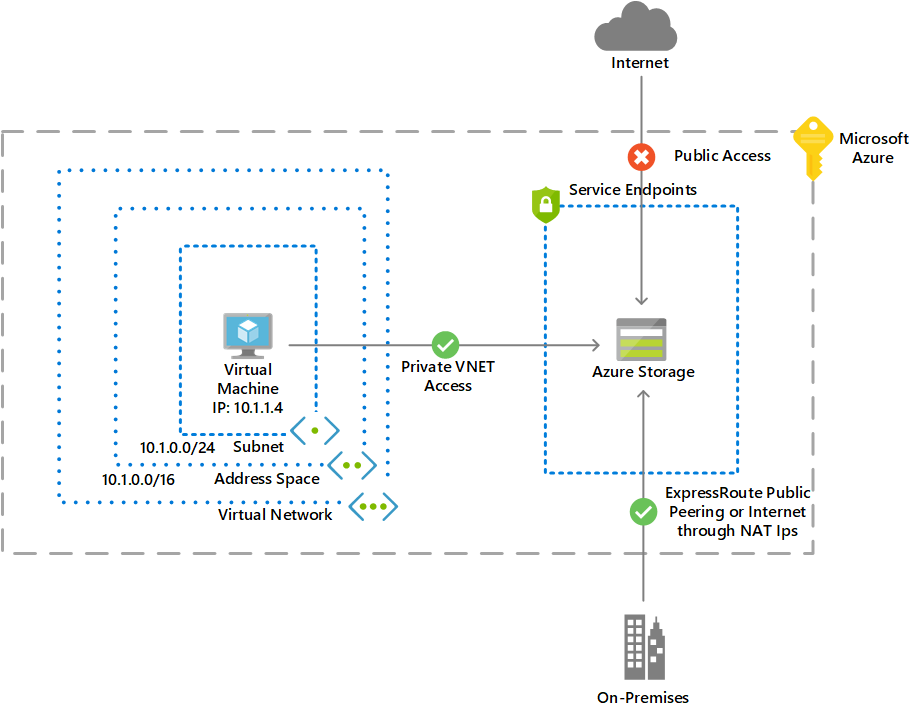 Internet
Microsoft
Azure
Public Access
Service Endpoints
Virtual
Machine
IP: 10.1.1.4
Private VNET
Access
Azure Storage
10.1.0.0/24 Subnet
10.1.0.0/16 Address Space
Virtual Network
ExpressRoute Public
Peering or Internet
through NAT Ips
On-Premises